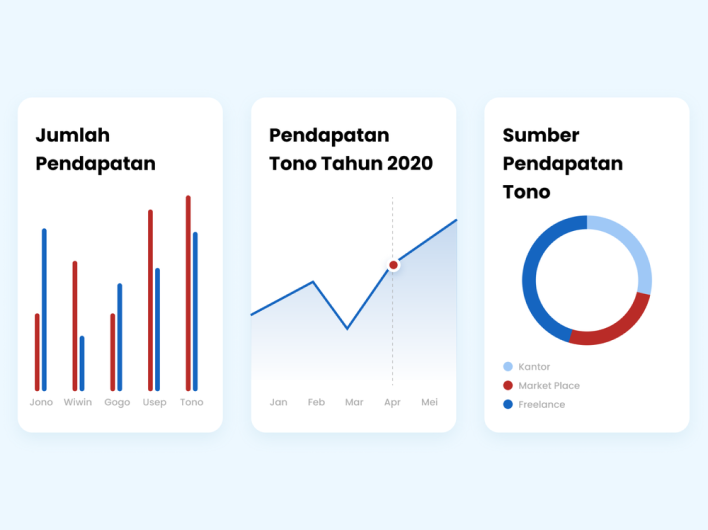 Jumlah
Pendapatan
Jono Wiwin Gogo Usep Tono
Pendapatan
Tono Tahun 2020
Jan Feb Mar Apr Mei
Sumber
Pendapatan
Tono
Kantor
Market Place
Freelance